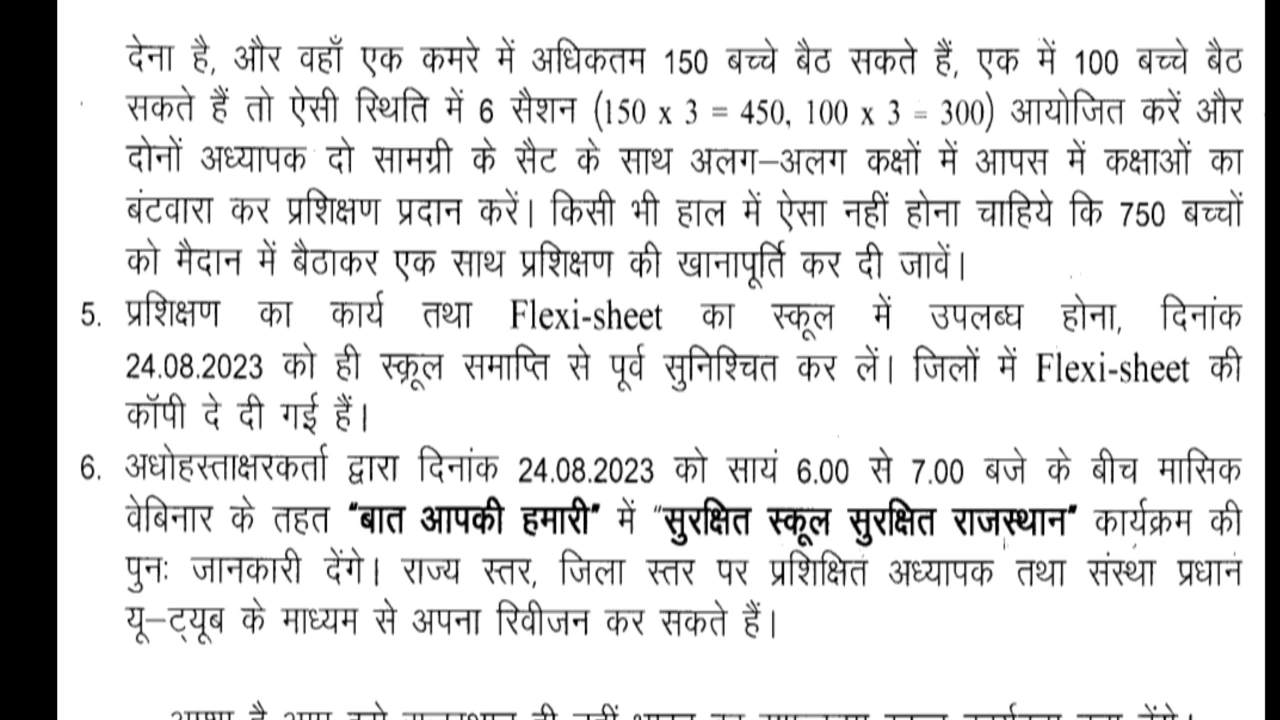 देना है, और वहाँ एक कमरे में अधिकतम 150 बच्चे बैठ सकते हैं, एक में 100 बच्चे बैठ
सकते हैं तो ऐसी स्थिति में 6 सैशन (150 x 3 = 450, 100 x 3 = 300) आयोजित करें और
दोनों अध्यापक दो सामग्री के सैट के साथ अलग–अलग कक्षों में आपस में कक्षाओं का
बंटवारा कर प्रशिक्षण प्रदान करें। किसी भी हाल में ऐसा नहीं होना चाहिये कि 750 बच्चों
को मैदान में बैठाकर एक साथ प्रशिक्षण की खानापूर्ति कर दी जावें।
5. प्रशिक्षण का कार्य तथा Flexi-sheet का स्कूल में उपलब्ध होना, दिनांक
24.08.2023 को ही स्कूल समाप्ति से पूर्व सुनिश्चित कर लें। जिलों में Flexi-sheet की
कॉपी दे दी गई हैं।
6. अधोहस्ताक्षरकर्ता द्वारा दिनांक 24.08.2023 को सायं 6.00 से 7.00 बजे के बीच मासिक
वेबिनार के तहत "बात आपकी हमारी" में "सुरक्षित स्कूल सुरक्षित राजस्थान" कार्यक्रम की
पुनः जानकारी देंगे। राज्य स्तर, जिला स्तर पर प्रशिक्षित अध्यापक तथा संस्था प्रधान
यू–ट्यूब के माध्यम से अपना रिवीजन कर सकते हैं।